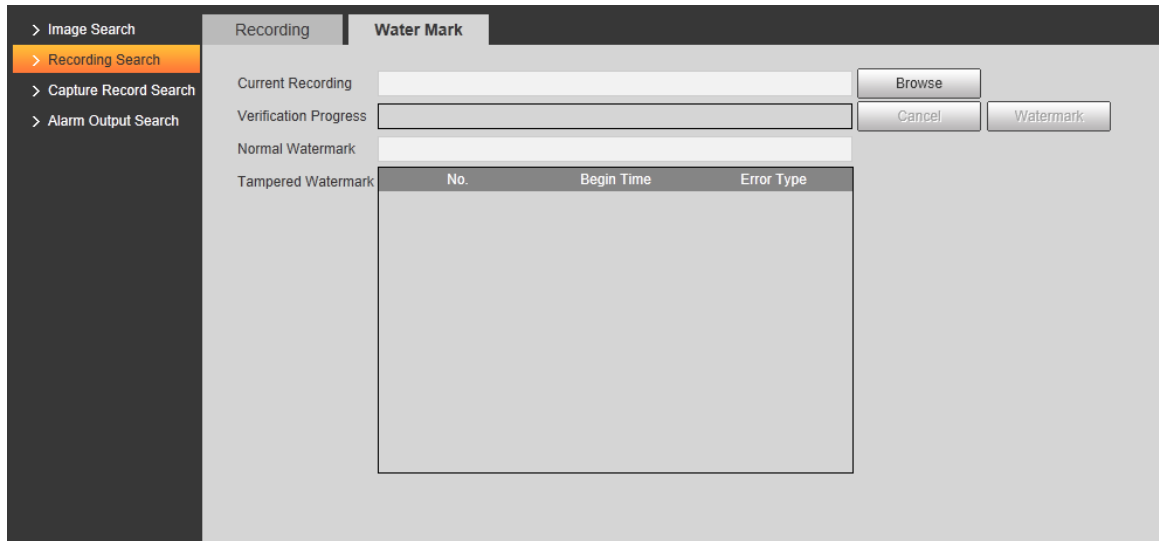 > Image Search
> Recording Search
> Capture Record Search
> Alarm Output Search
Recording
Water Mark
Current Recording
Browse
Verification Progress
Cancel
Watermark
Normal Watermark
Tampered Watermark
No.
Begin Time
Error Type